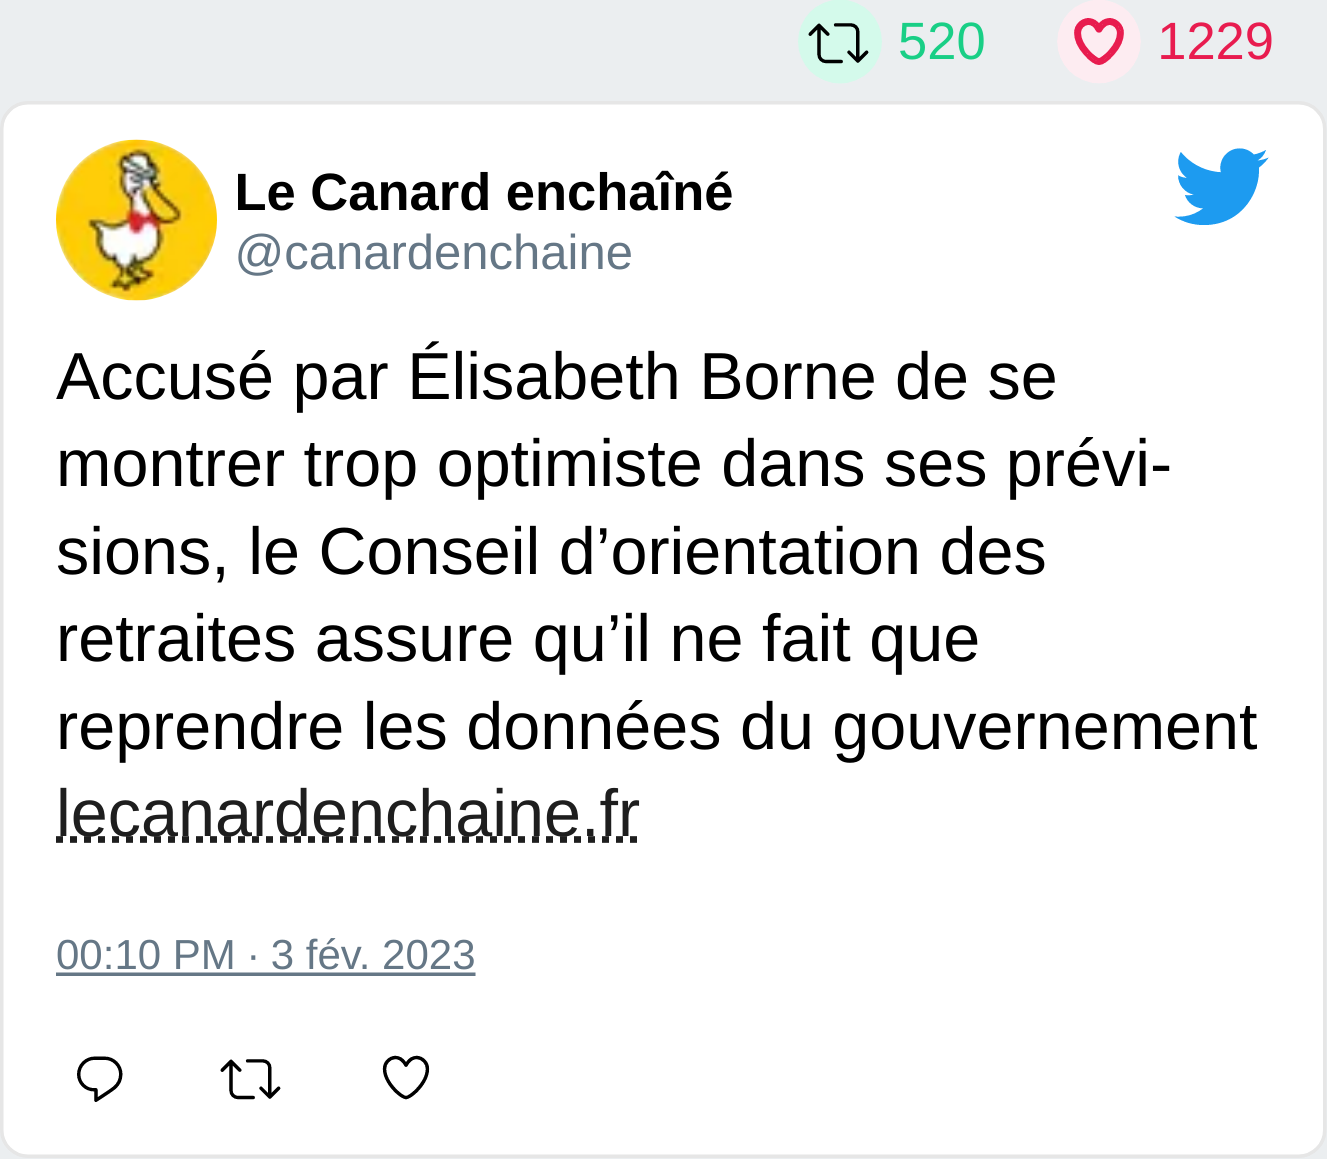 520 1229
Le Canard enchaîné
@canardenchaine
Accusé par Élisabeth Borne de se
montrer trop optimiste dans ses prévi-
sions, le Conseil d’orientation des
retraites assure qu’il ne fait que
reprendre les données du gouvernement
lecanardenchaine.fr
00:10 PM · 3 fév. 2023